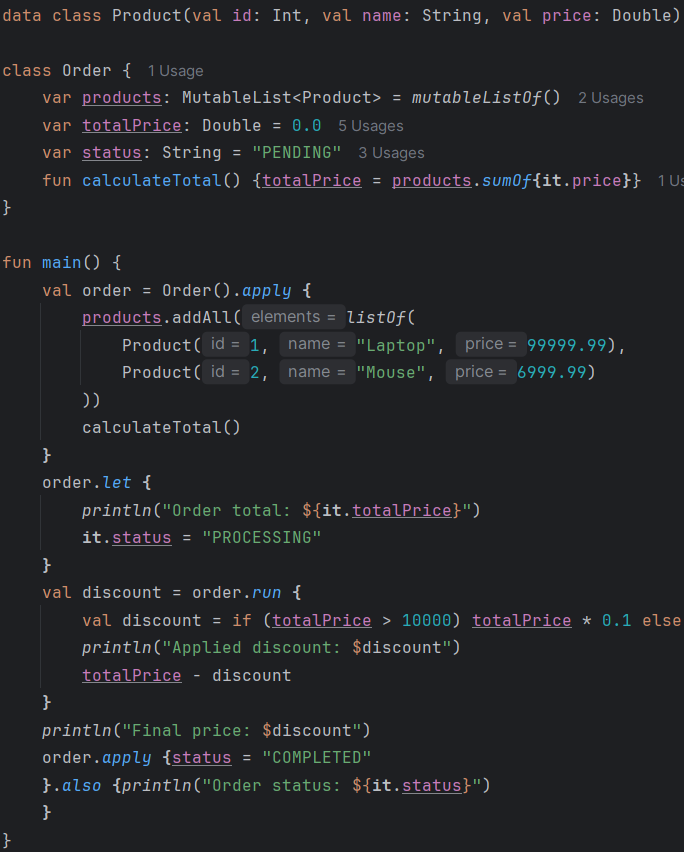 data class Product(val id: Int, val name: String, val price: Double)
class Order { 1 Usage
var products: MutableList<Product> = mutableListOf() 2 Usages
var totalPrice: Double = 0.0 5 Usages
var status: String = "PENDING" 3 Usages
fun calculateTotal() {totalPrice = products.sumOf{it.price}} 1 Us
}
fun main() {
val order = Order().apply {
products.addAll( elements = listOf(
Product( id = 1, name = "Laptop", price = 99999.99),
Product( id = 2, name = "Mouse", price = 6999.99)
))
calculateTotal()
}
order.let {
println("Order total: ${it.totalPrice}")
it.status = "PROCESSING"
}
val discount = order.run {
val discount = if (totalPrice > 10000) totalPrice * 0.1 else
println("Applied discount: $discount")
totalPrice - discount
}
println("Final price: $discount")
order.apply {status = "COMPLETED"
}.also {println("Order status: ${it.status}")
}
}